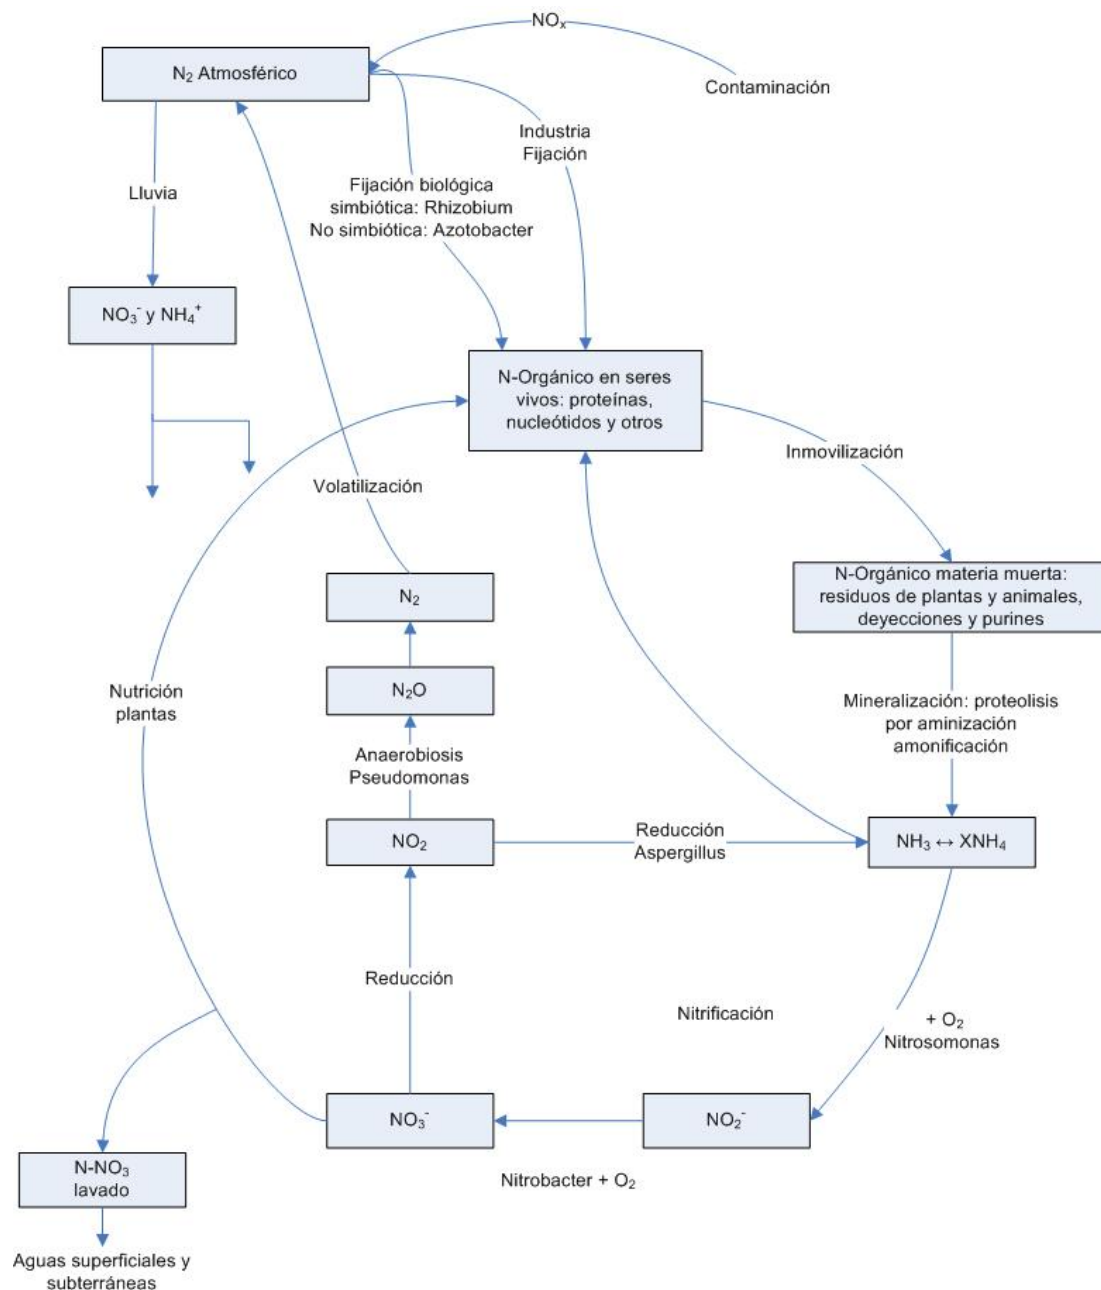 NOₓ
N₂ Atmosférico
Contaminación
Industria
Fijación
Lluvia
Fijación biológica
simbiótica: Rhizobium
No simbiótica: Azotobacter
NO₃⁻ y NH₄⁺
N-Orgánico en seres
vivos: proteínas,
nucleótidos y otros
Inmovilización
Volatilización
N-Orgánico materia muerta:
residuos de plantas y animales,
deyecciones y purines
N₂
N₂O
Nutrición
plantas
Mineralización: proteolisis
por aminización
amonificación
Anaerobiosis
Pseudomonas
NO₂
Reducción
Aspergillus
NH₃ ↔ XNH₄
Reducción
Nitrificación
+ O₂
Nitrosomonas
NO₃⁻
NO₂⁻
Nitrobacter + O₂
N-NO₃
lavado
Aguas superficiales y
subterráneas